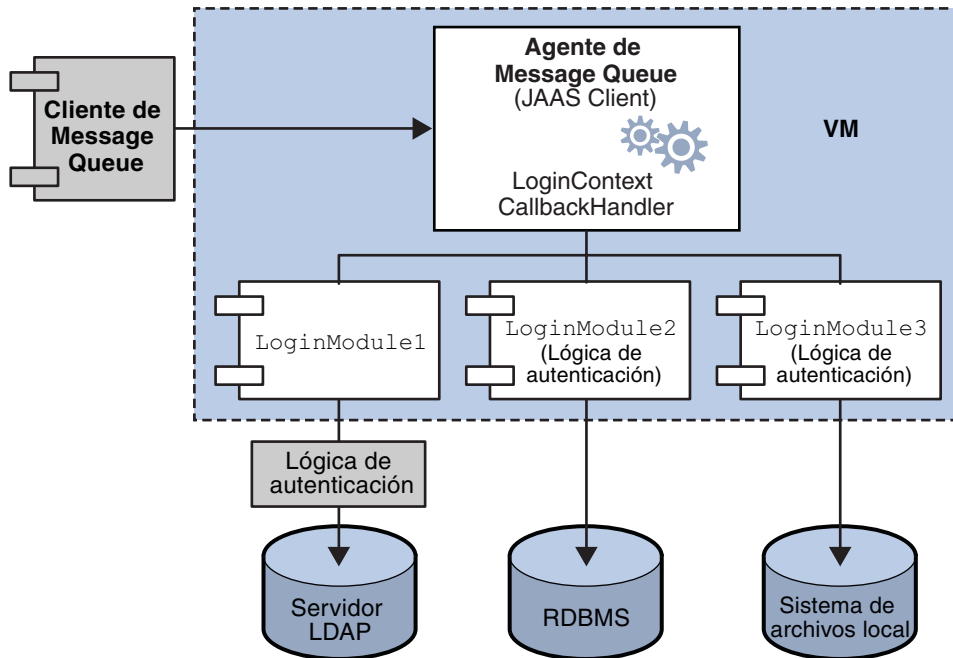 Agente de
Message Queue
(JAAS Client)
LoginContext
CallbackHandler
VM
Cliente de
Message
Queue
LoginModule1
LoginModule2
(Lógica de
autenticación)
LoginModule3
(Lógica de
autenticación)
Lógica de
autenticación
Servidor
LDAP
RDBMS
Sistema de
archivos local